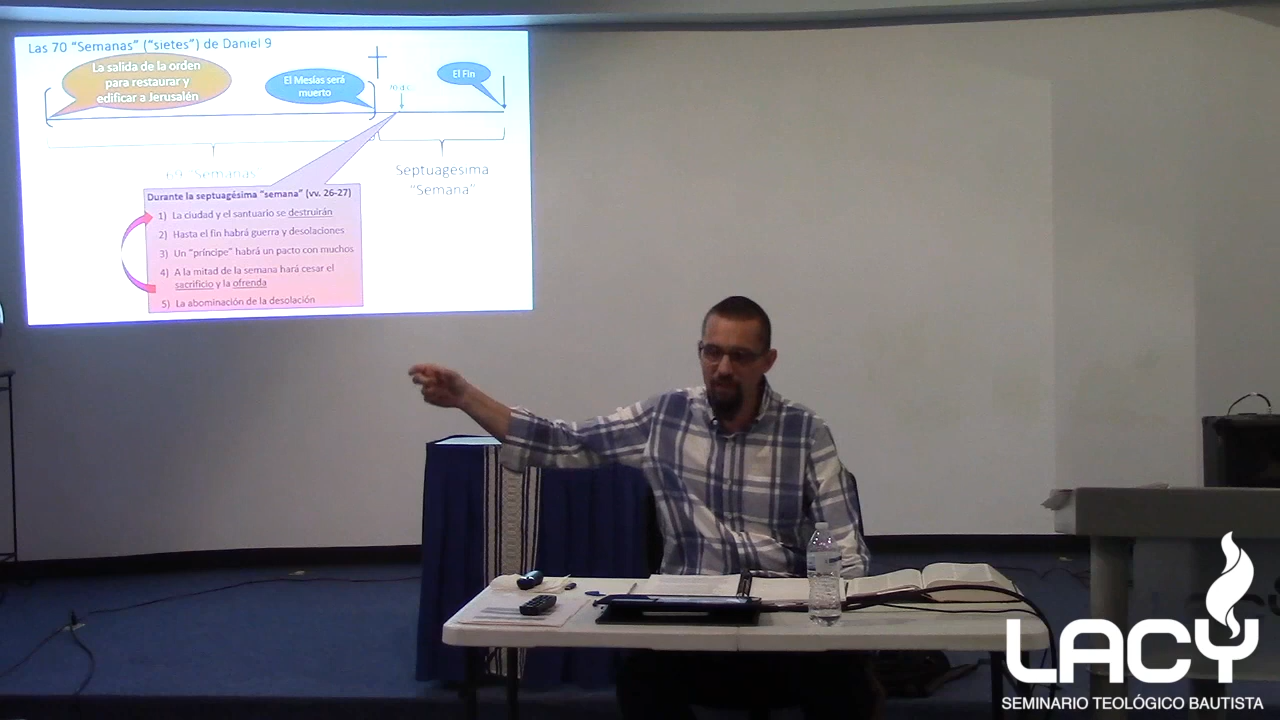 Las 70 “Semanas” (“sietes”) de Daniel 9
La salida de la orden
para restaurar y
edificar a Jerusalén
El Mesías será
muerto
El Fin
69 “Semanas”
Septuagesima
“Semana”
Durante la septuagésima “semana” (vv. 26-27)
1) La ciudad y el santuario se destruirán
2) Hasta el fin habrá guerra y desolaciones
3) Un “príncipe” habrá un pacto con muchos
4) A la mitad de la semana hará cesar el
sacrificio y la ofrenda
5) La abominación de la desolación
LACY
SEMINARIO TEOLÓGICO BAUTISTA